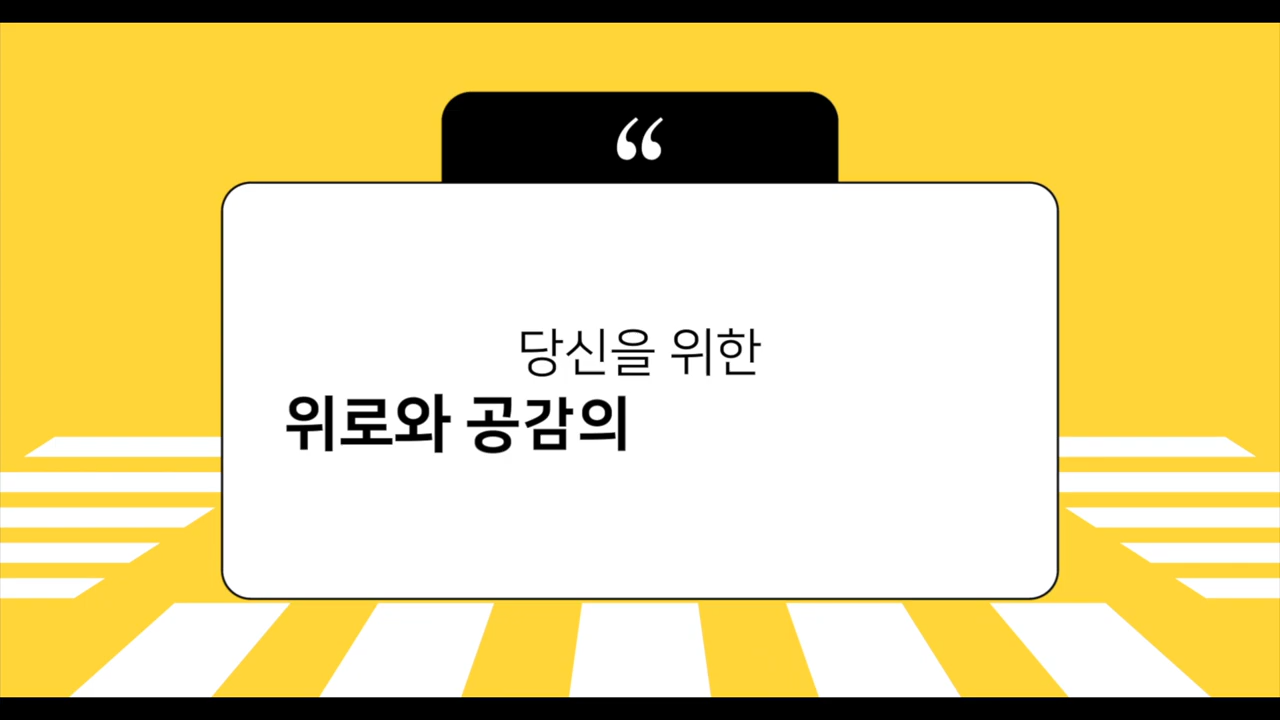 “
당신을 위한
위로와 공감의